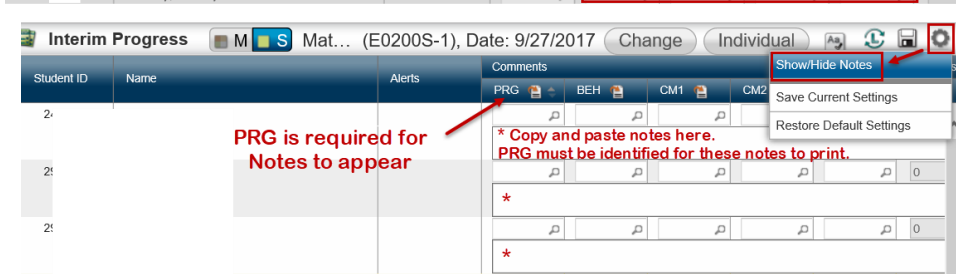 Interim Progress M S Mat... (E0200S-1), Date: 9/27/2017 Change Individual
Student ID Name Alerts Comments
PRG BEH CM1 CM2
Show/Hide Notes
Save Current Settings
Restore Default Settings
PRG is required for
Notes to appear
* Copy and paste notes here.
PRG must be identified for these notes to print.
29 0
*
29 0
*